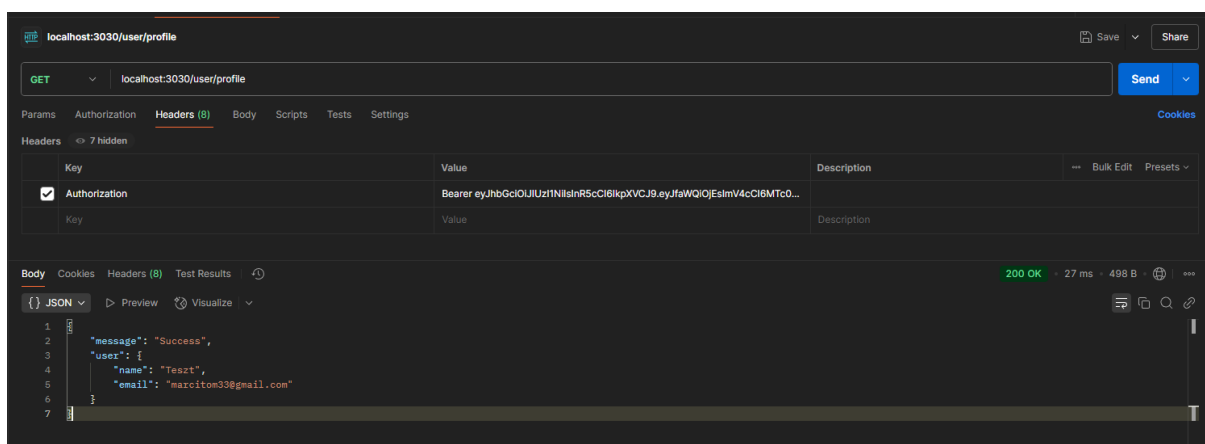 HTTP localhost:3030/user/profile Save Share
GET localhost:3030/user/profile Send
Params Authorization Headers (8) Body Scripts Tests Settings Cookies
Headers 7 hidden
Key Value Description ••• Bulk Edit Presets
Authorization Bearer eyJhbGciOiJIUzI1NiIsInR5cCI6IkpXVCJ9.eyJfaWQiOjEsImV4cCI6MTc0...
Key Value Description
Body Cookies Headers (8) Test Results 200 OK • 27 ms • 498 B •••
{} JSON Preview Visualize
1 {
2 "message": "Success",
3 "user": {
4 "name": "Teszt",
5 "email": "marcitom33@gmail.com"
6 }
7 }